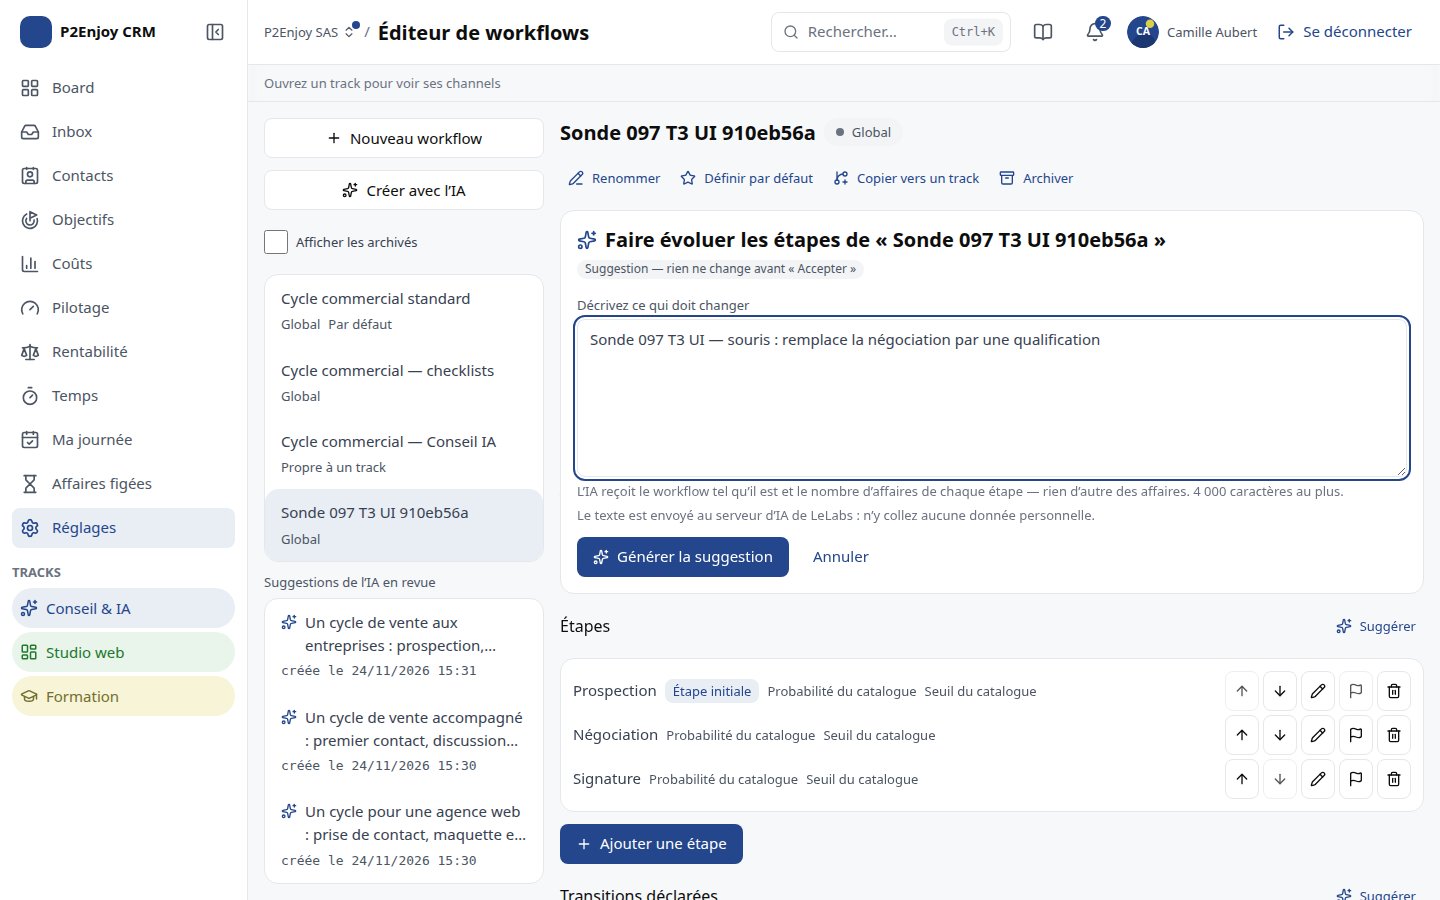 P2Enjoy CRM
Board
Inbox
Contacts
Objectifs
Coûts
Pilotage
Rentabilité
Temps
Ma journée
Affaires figées
Réglages
TRACKS
Conseil & IA
Studio web
Formation
P2Enjoy SAS / Éditeur de workflows
Rechercher... Ctrl+K
2
CA Camille Aubert
Se déconnecter
Ouvrez un track pour voir ses channels
Nouveau workflow
Créer avec l’IA
Afficher les archivés
Cycle commercial standard
Global Par défaut
Cycle commercial — checklists
Global
Cycle commercial — Conseil IA
Propre à un track
Sonde 097 T3 UI 910eb56a
Global
Suggestions de l’IA en revue
Un cycle de vente aux
entreprises : prospection,...
créée le 24/11/2026 15:31
Un cycle de vente accompagné
: premier contact, discussion...
créée le 24/11/2026 15:30
Un cycle pour une agence web
: prise de contact, maquette e...
créée le 24/11/2026 15:30
Sonde 097 T3 UI 910eb56a Global
Renommer Définir par défaut Copier vers un track Archiver
Faire évoluer les étapes de « Sonde 097 T3 UI 910eb56a »
Suggestion — rien ne change avant « Accepter »
Décrivez ce qui doit changer
Sonde 097 T3 UI — souris : remplace la négociation par une qualification
L’IA reçoit le workflow tel qu’il est et le nombre d’affaires de chaque étape — rien d’autre des affaires. 4 000 caractères au plus.
Le texte est envoyé au serveur d’IA de LeLabs : n’y collez aucune donnée personnelle.
Générer la suggestion Annuler
Étapes Suggérer
Prospection Étape initiale Probabilité du catalogue Seuil du catalogue
Négociation Probabilité du catalogue Seuil du catalogue
Signature Probabilité du catalogue Seuil du catalogue
Ajouter une étape
Transitions déclarées Suggérer